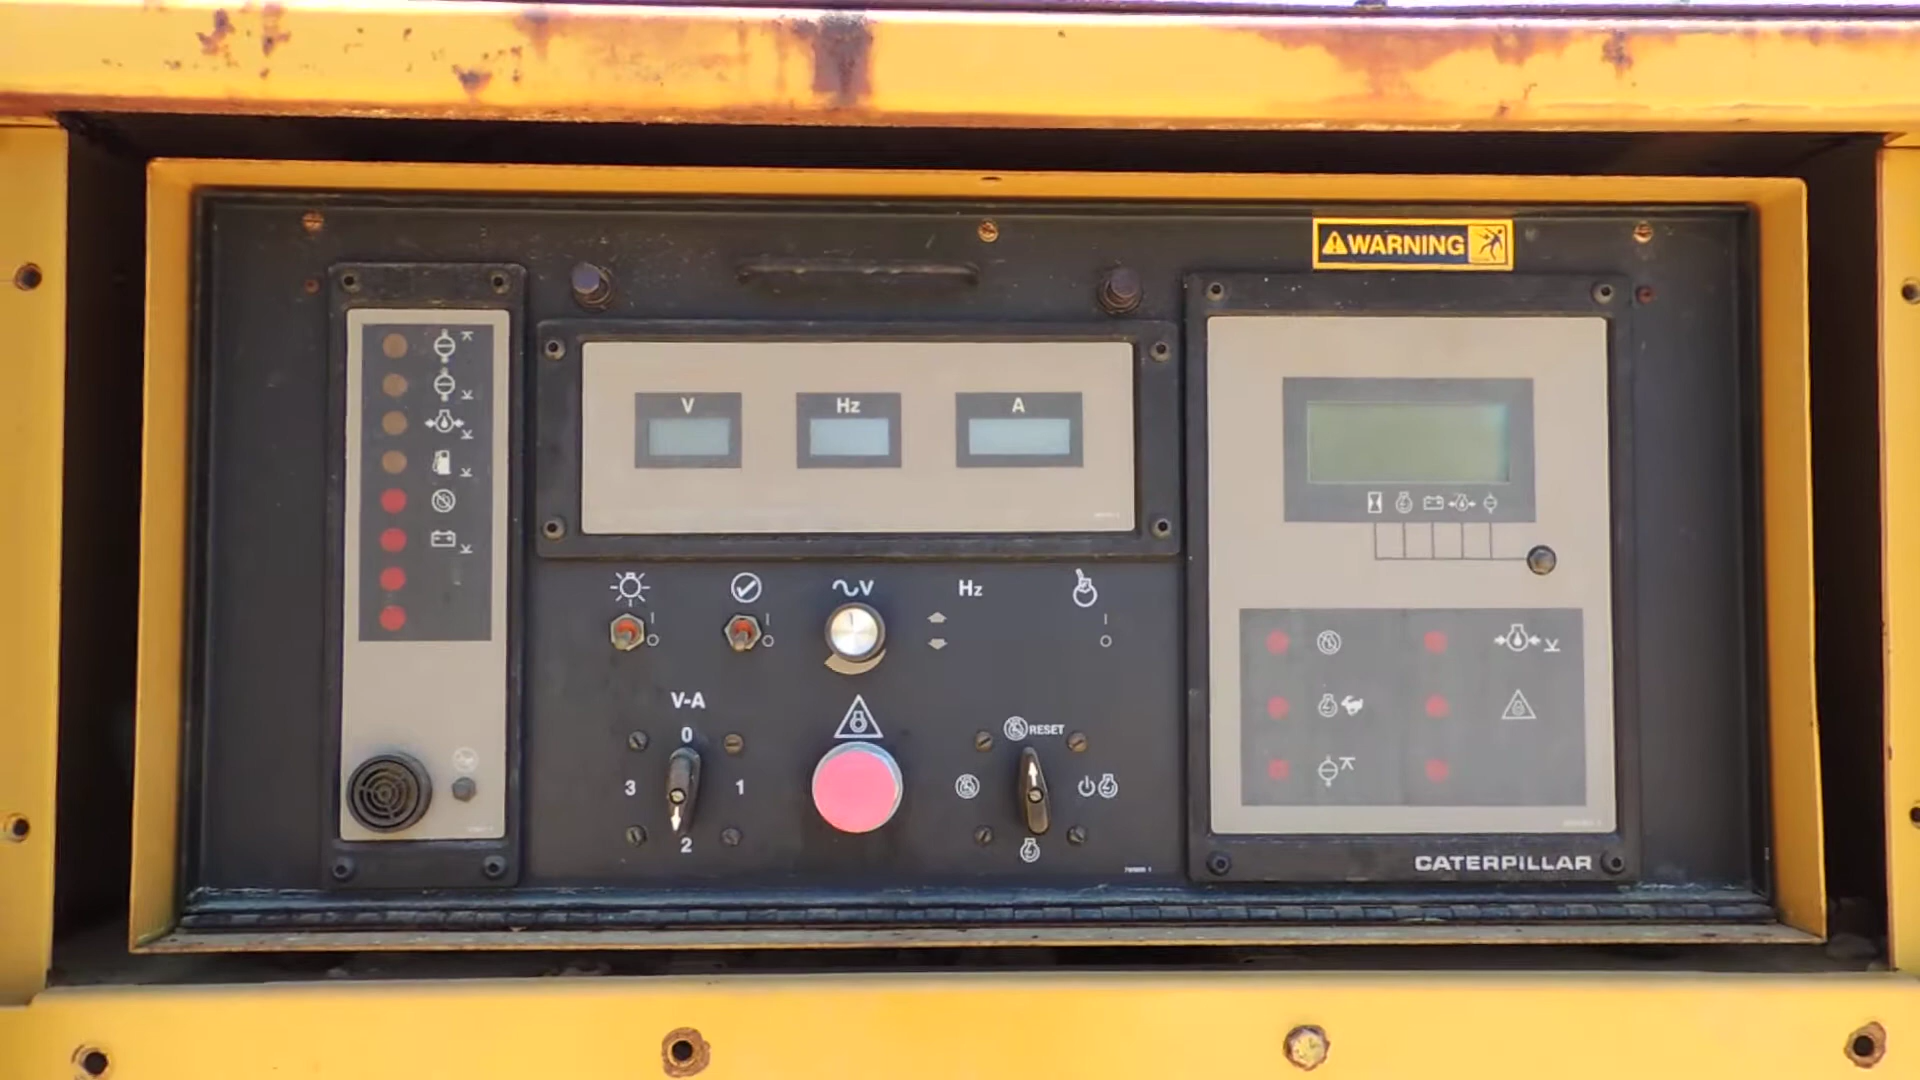 WARNING
V Hz A
V Hz
I O I O I O
V-A
0
3 1
2
RESET
CATERPILLAR